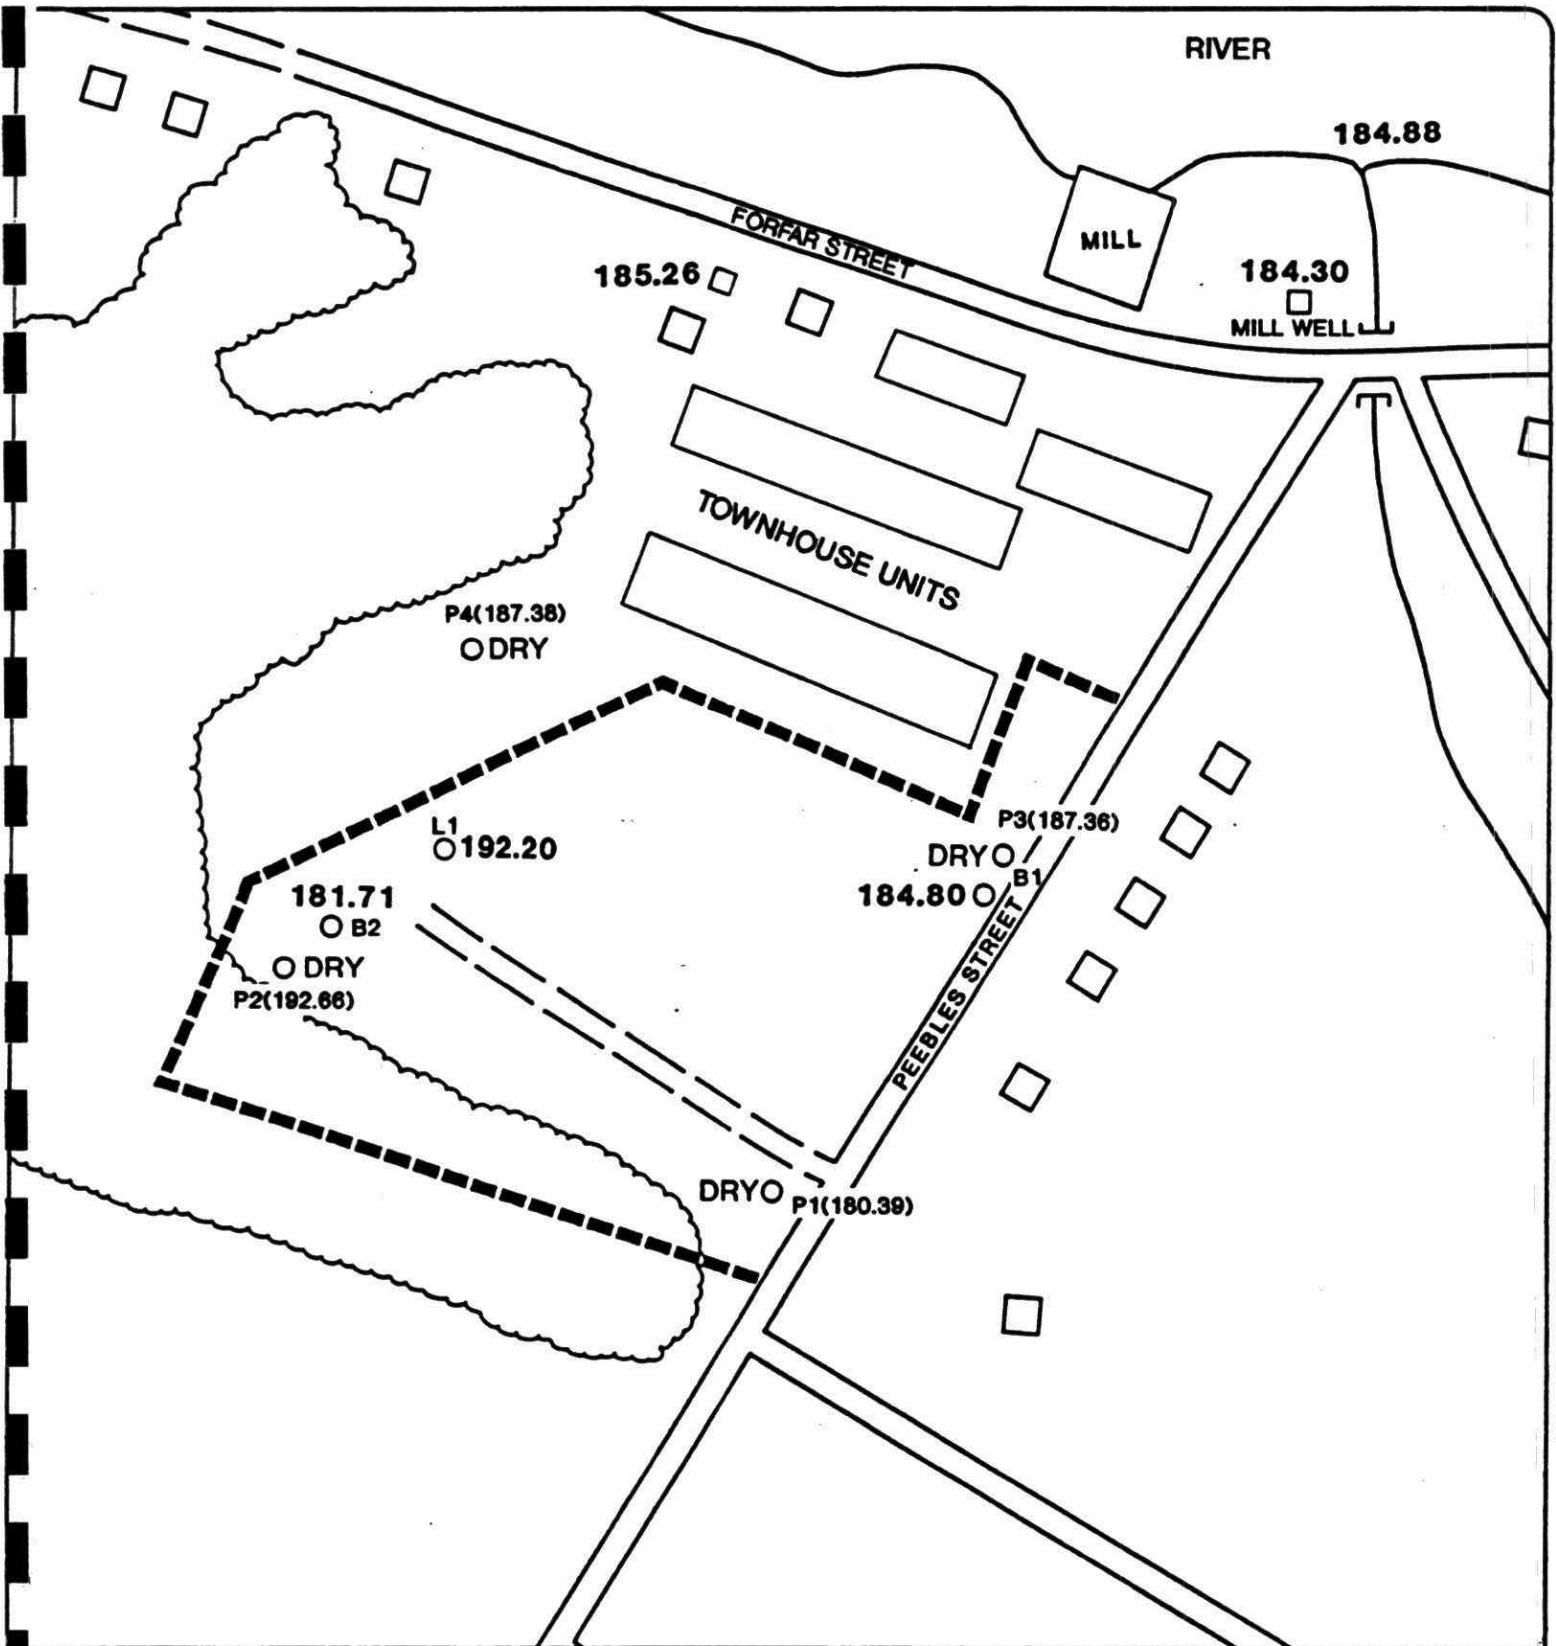 RIVER
184.88
FORFAR STREET
MILL
185.26
184.30
MILL WELL
TOWNHOUSE UNITS
P4(187.38)
DRY
P3(187.36)
L1
192.20
DRY
B1
184.80
181.71
B2
DRY
P2(192.66)
PEEBLES STREET
DRY
P1(180.39)